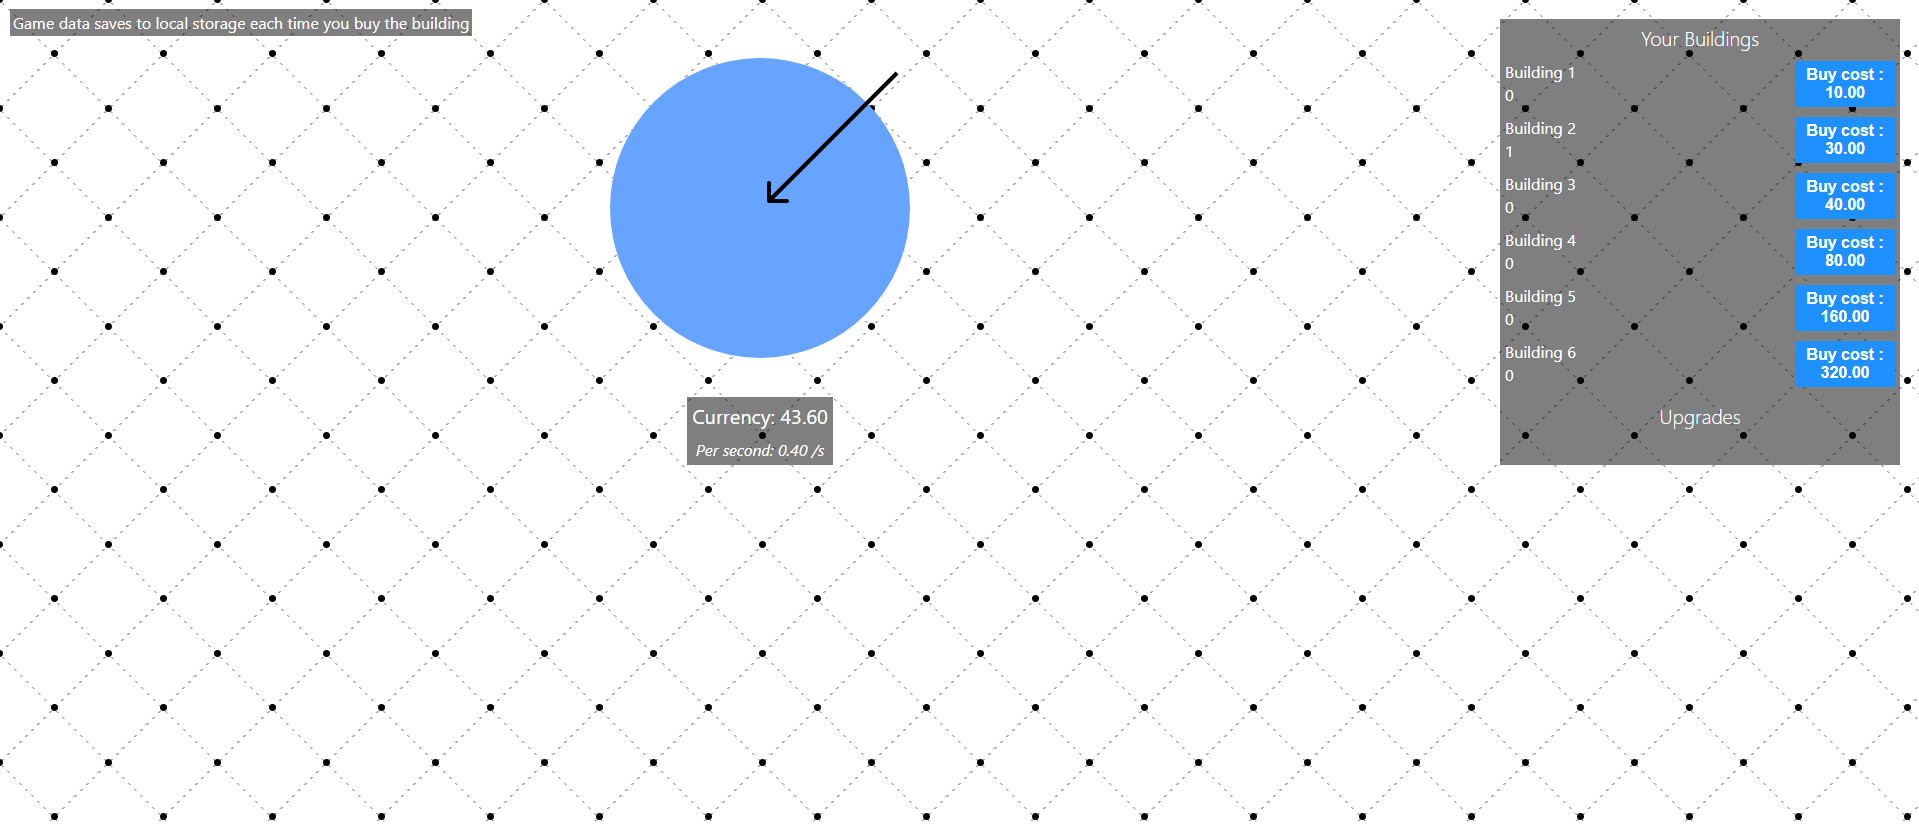 Game data saves to local storage each time you buy the building
Currency: 43.60
Per second: 0.40 /s
Your Buildings
Building 1
0
Buy cost :
10.00
Building 2
1
Buy cost :
30.00
Building 3
0
Buy cost :
40.00
Building 4
0
Buy cost :
80.00
Building 5
0
Buy cost :
160.00
Building 6
0
Buy cost :
320.00
Upgrades